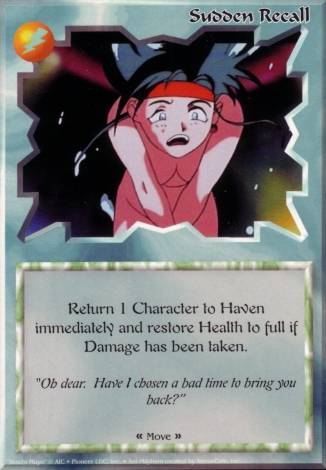 Sudden Recall
Return 1 Character to Haven
immediately and restore Health to full if
Damage has been taken.
"Oh dear. Have I chosen a bad time to bring you
back?"
« Move »